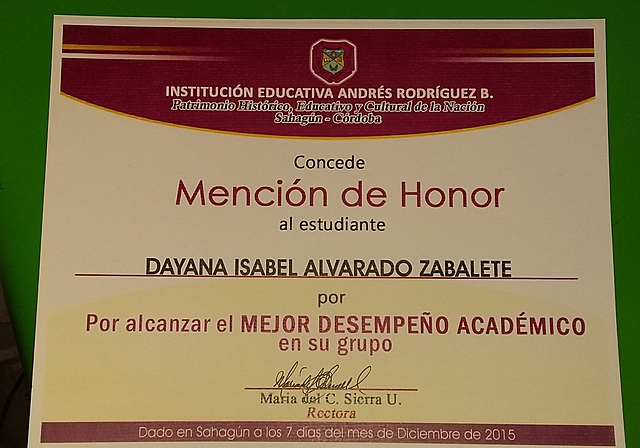 INSTITUCIÓN EDUCATIVA ANDRÉS RODRÍGUEZ B.
Patrimonio Histórico, Educativo y Cultural de la Nación
Sahagún - Córdoba
Concede
Mención de Honor
al estudiante
DAYANA ISABEL ALVARADO ZABALETE
por
Por alcanzar el MEJOR DESEMPEÑO ACADÉMICO
en su grupo
María del C. Sierra U.
Rectora
Dado en Sahagún a los 7 días del mes de Diciembre de 2015